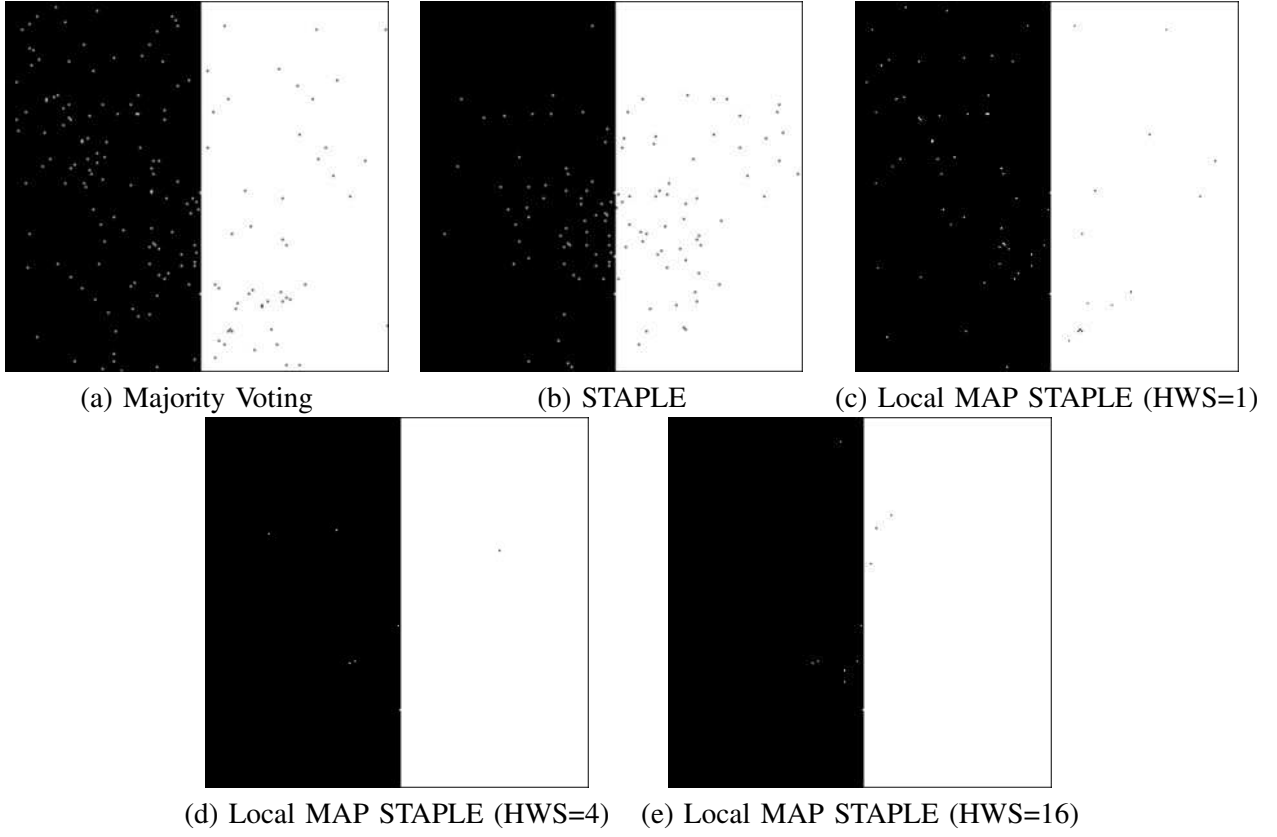 (a) Majority Voting
(b) STAPLE
(c) Local MAP STAPLE (HWS=1)
(d) Local MAP STAPLE (HWS=4)
(e) Local MAP STAPLE (HWS=16)